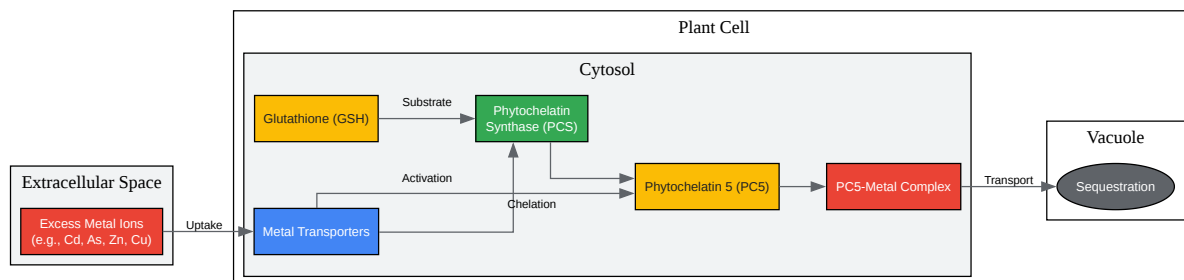 Plant Cell
Cytosol
Vacuole
Extracellular Space
Glutathione (GSH)
Substrate
Phytochelatin
Synthase (PCS)
Activation
Chelation
Phytochelatin 5 (PC5)
PC5-Metal Complex
Transport
Sequestration
Excess Metal Ions
(e.g., Cd, As, Zn, Cu)
Uptake
Metal Transporters